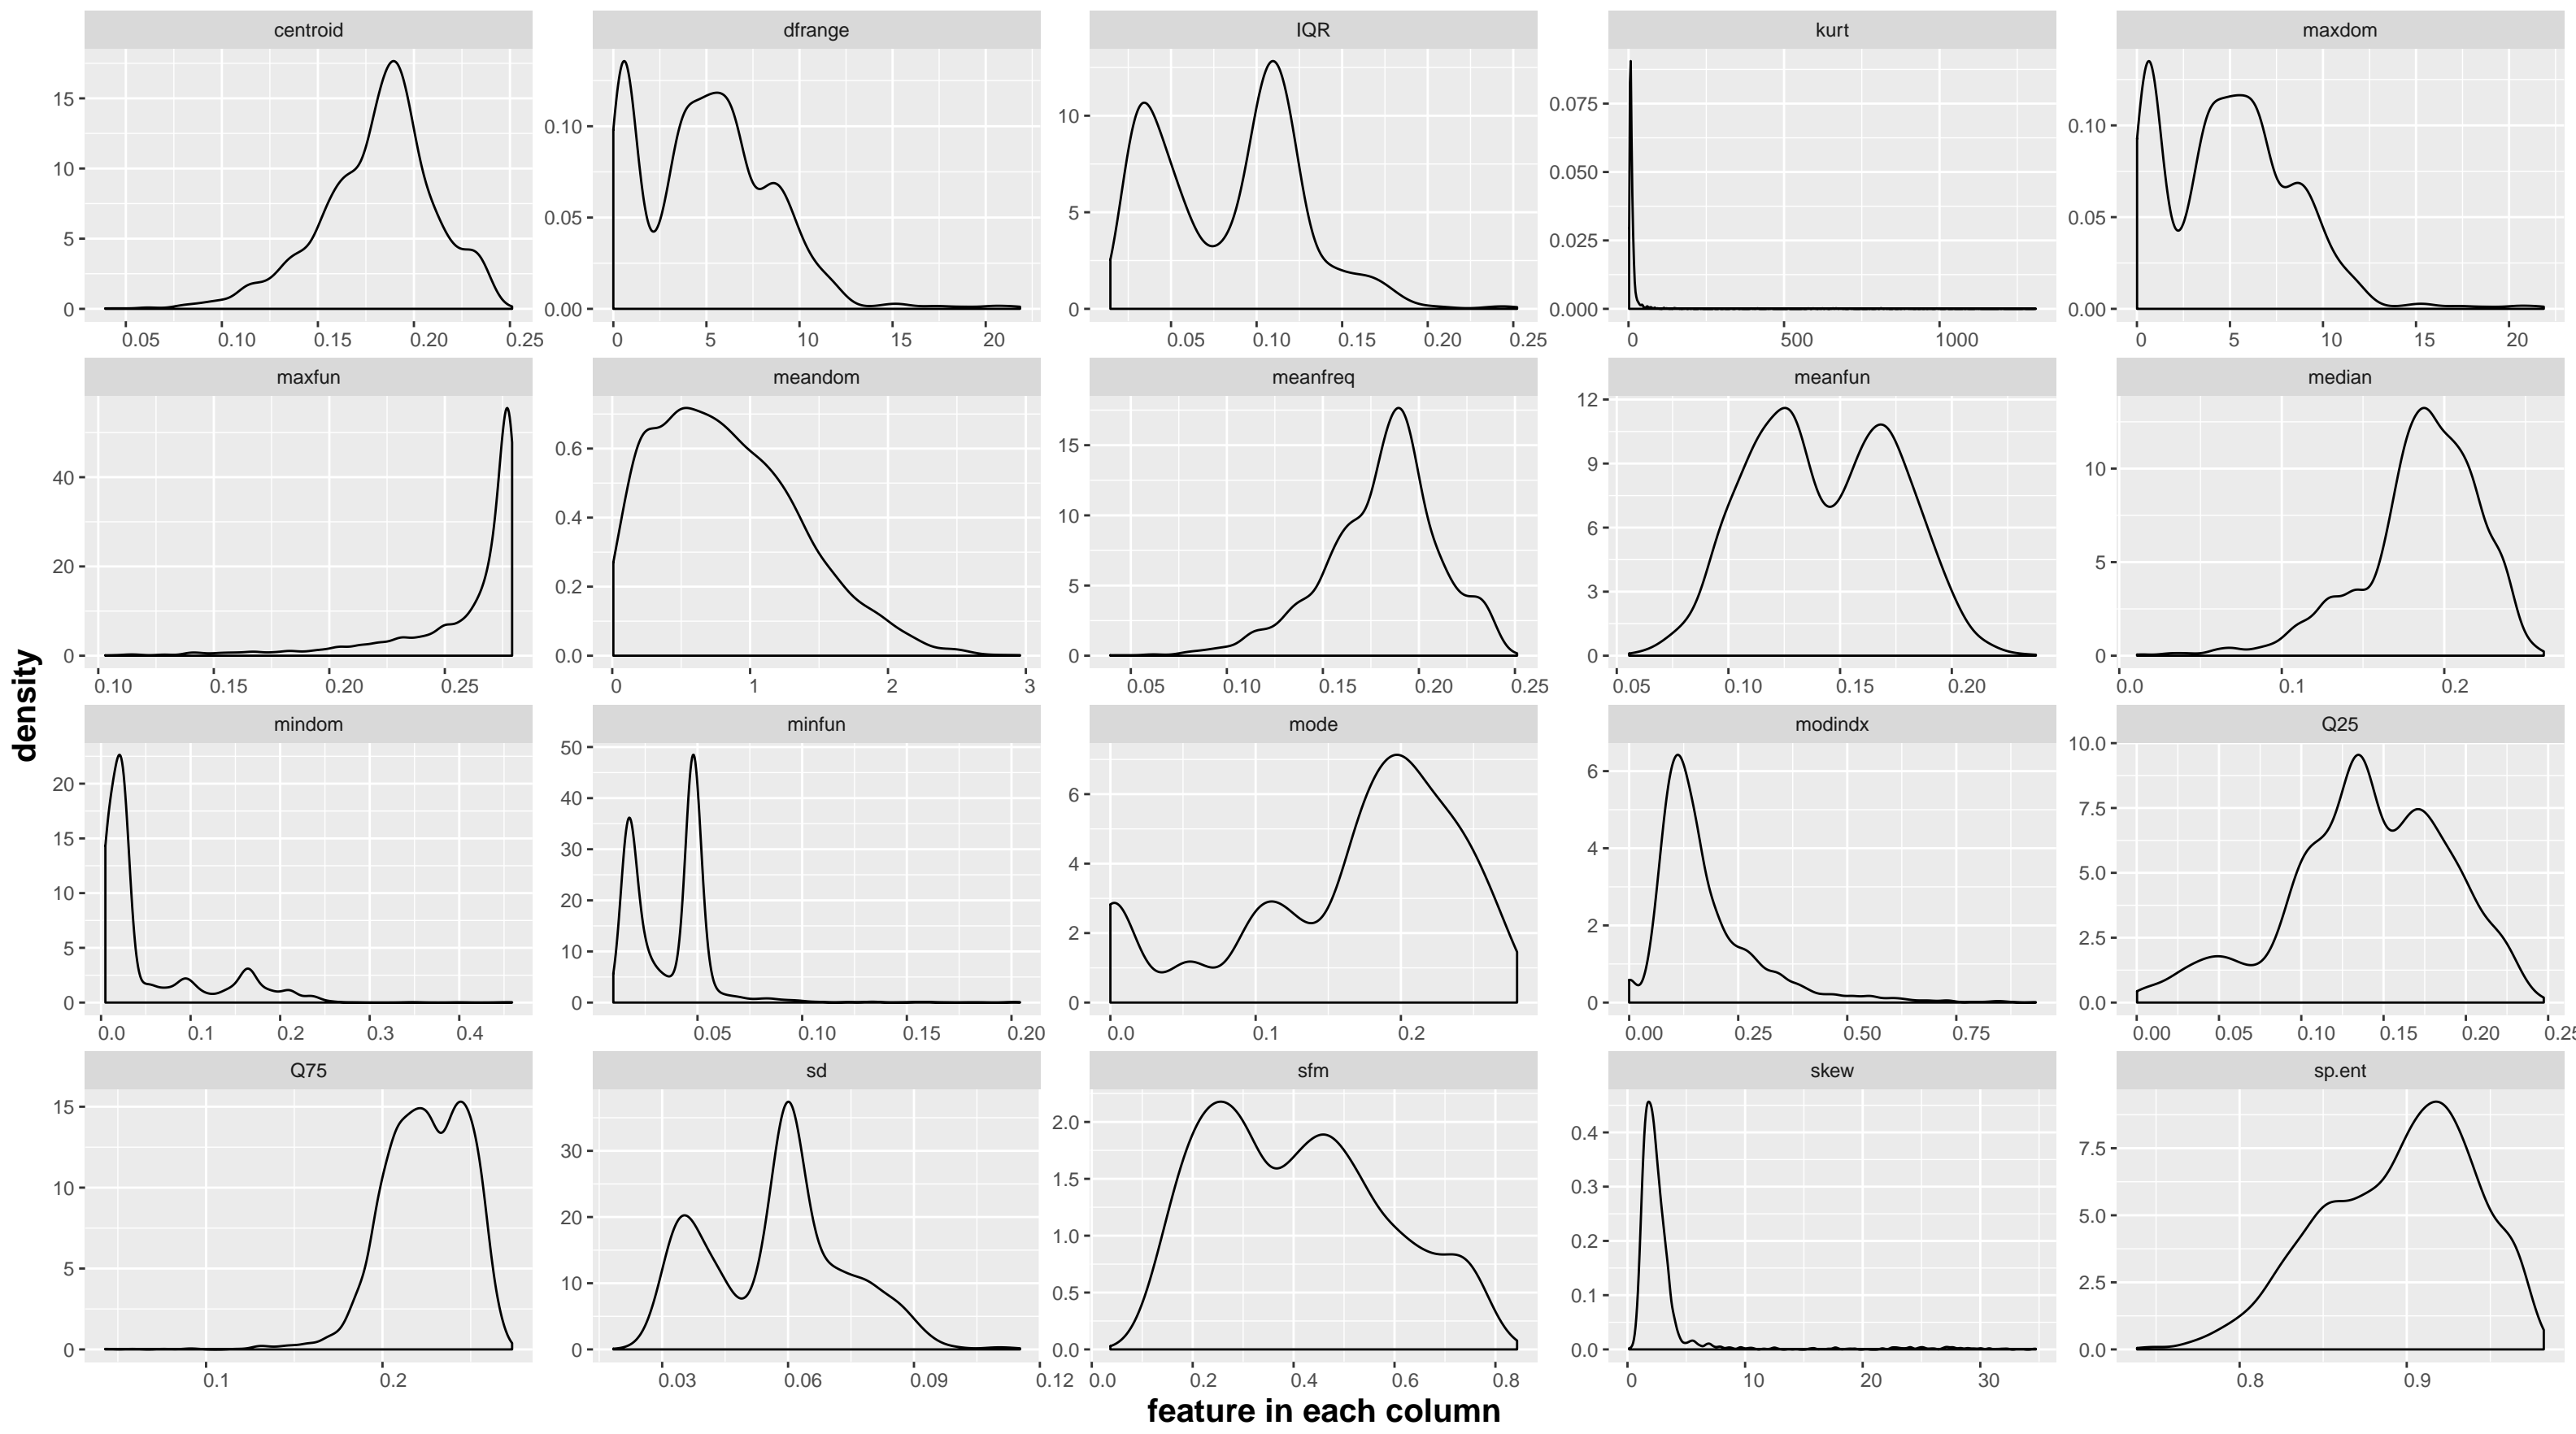 centroid dfrange IQR kurt maxdom
15 10 5 0
0.10 0.05 0.00
10 5 0
0.075 0.050 0.025 0.000
0.10 0.05 0.00
0.05 0.10 0.15 0.20 0.25 0 5 10 15 20 0.05 0.10 0.15 0.20 0.25 0 500 1000 0 5 10 15 20
maxfun meandom meanfreq meanfun median
40 20 0
0.6 0.4 0.2 0.0
15 10 5 0
12 9 6 3 0
10 5 0
0.10 0.15 0.20 0.25 0 1 2 3 0.05 0.10 0.15 0.20 0.25 0.05 0.10 0.15 0.20 0.0 0.1 0.2
density
mindom minfun mode modindx Q25
20 15 10 5 0
50 40 30 20 10 0
6 4 2 0
6 4 2 0
10.0 7.5 5.0 2.5 0.0
0.0 0.1 0.2 0.3 0.4 0.05 0.10 0.15 0.20 0.0 0.1 0.2 0.00 0.25 0.50 0.75 0.00 0.05 0.10 0.15 0.20 0.25
Q75 sd sfm skew sp.ent
15 10 5 0
30 20 10 0
2.0 1.5 1.0 0.5 0.0
0.4 0.3 0.2 0.1 0.0
7.5 5.0 2.5 0.0
0.1 0.2 0.03 0.06 0.09 0.12 0.0 0.2 0.4 0.6 0.8 0 10 20 30 0.8 0.9
feature in each column